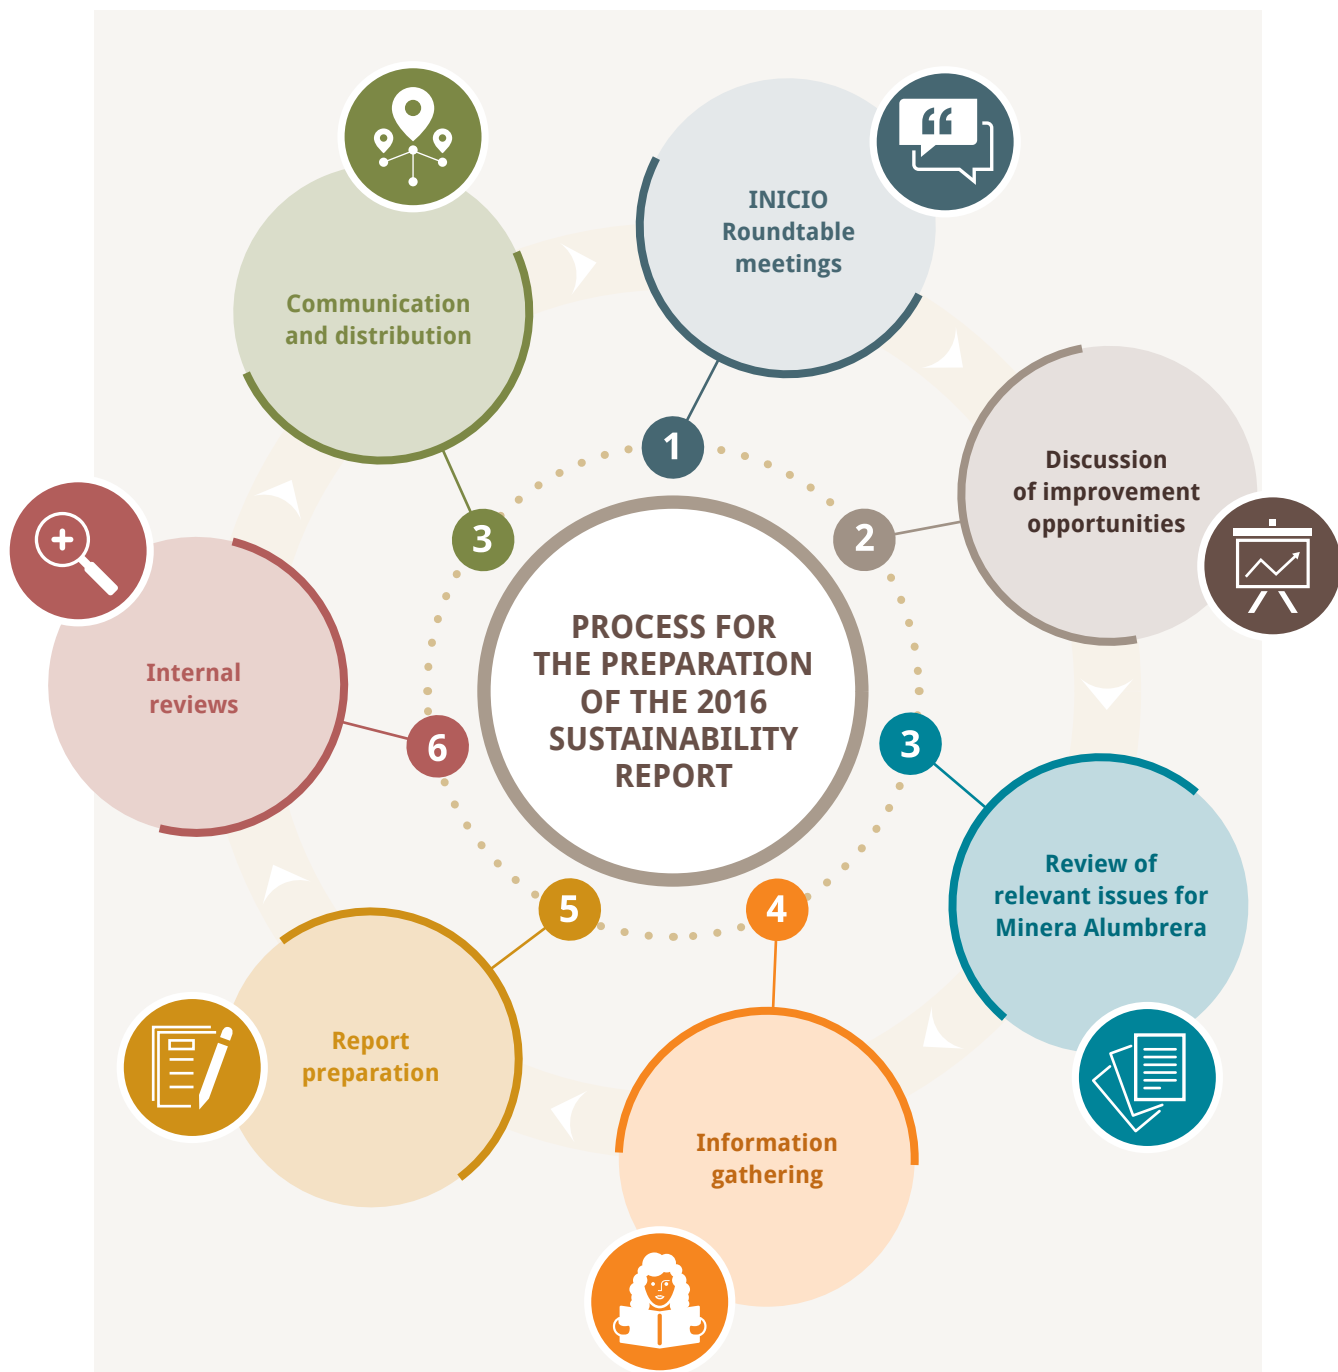 PROCESS FOR
THE PREPARATION
OF THE 2016
SUSTAINABILITY
REPORT
1
INICIO
Roundtable
meetings
2
Discussion
of improvement
opportunities
3
Review of
relevant issues for
Minera Alumbrera
4
Information
gathering
5
Report
preparation
6
Internal
reviews
3
Communication
and distribution